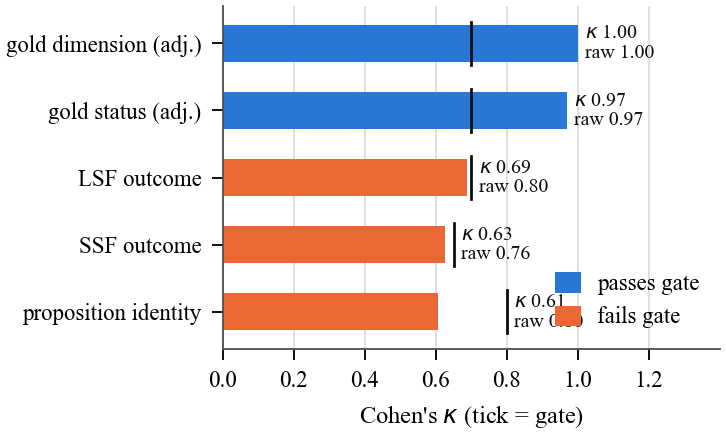 gold dimension (adj.)
κ 1.00
raw 1.00
gold status (adj.)
κ 0.97
raw 0.97
LSF outcome
κ 0.69
raw 0.80
SSF outcome
κ 0.63
raw 0.76
proposition identity
κ 0.61
raw
passes gate
fails gate
0.0 0.2 0.4 0.6 0.8 1.0 1.2
Cohen's κ (tick = gate)